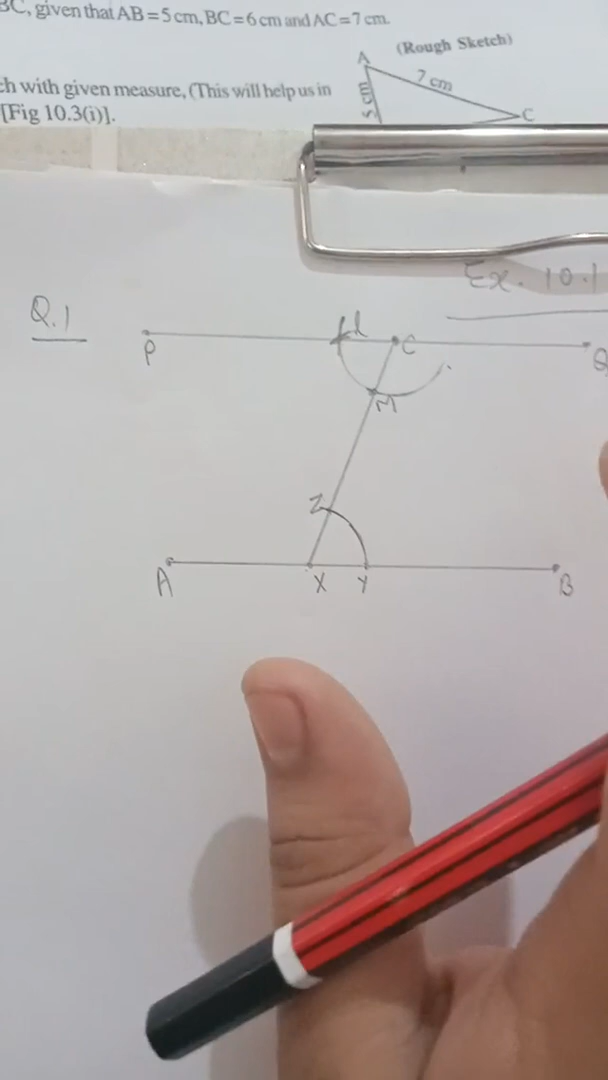 BC, given that AB = 5 cm, BC = 6 cm and AC = 7 cm.
(Rough Sketch)
A
7 cm
5 cm
C
ch with given measure, (This will help us in
[Fig 10.3(i)].
Ex. 10.1
Q.1
P
C
Q
M
Z
A
X
Y
B